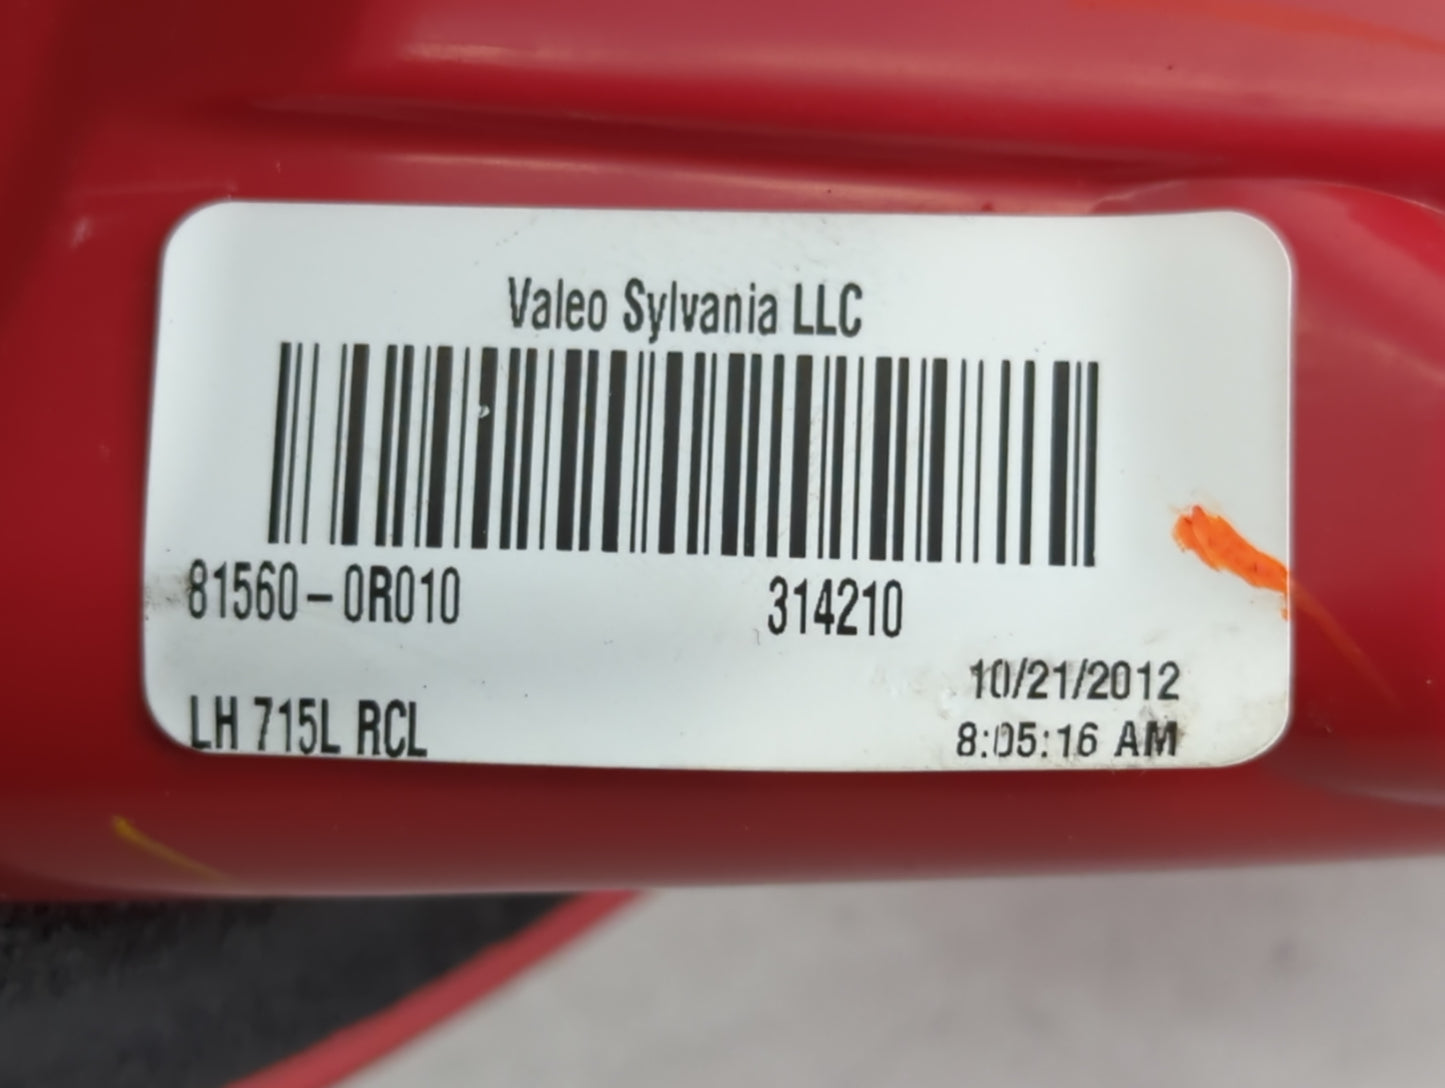 Valeo Sylvania LLC
81560-0R010 314210
10/21/2012
LH 715L RCL 8:05:16 AM